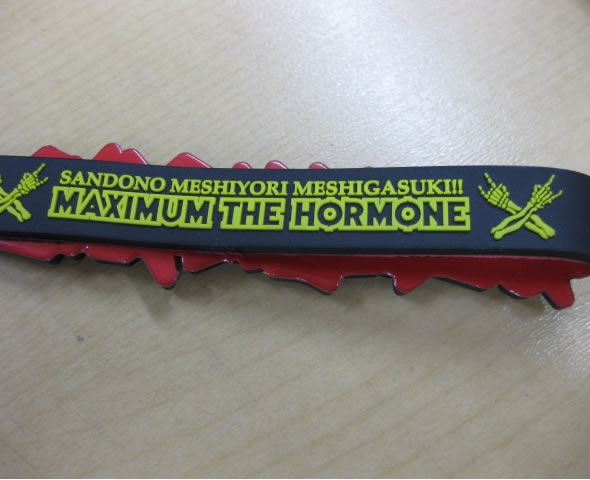 SANDONO MESHIYORI MESHIGASUKI!!
MAXIMUM THE HORMONE